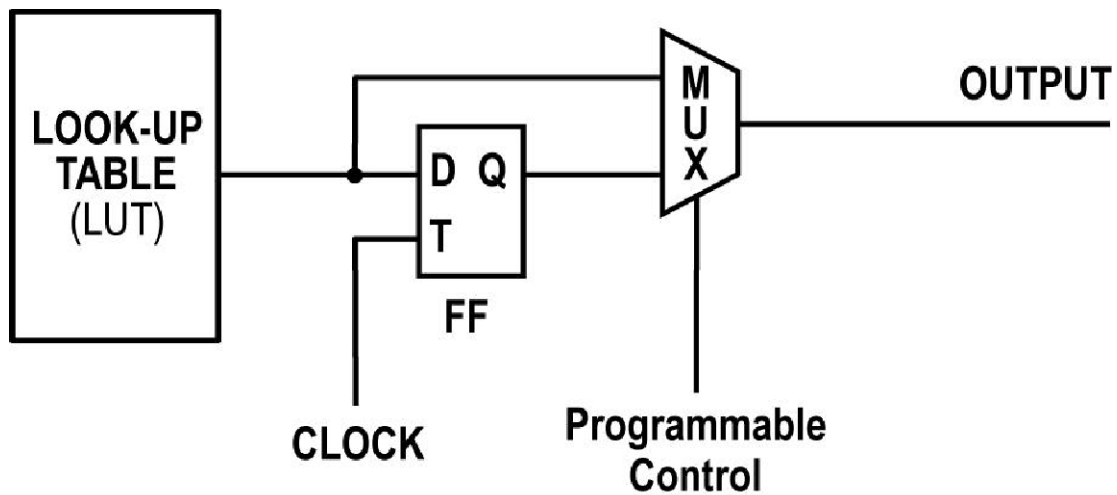 LOOK-UP
TABLE
(LUT)
D Q
T
FF
CLOCK
M
U
X
Programmable
Control
OUTPUT